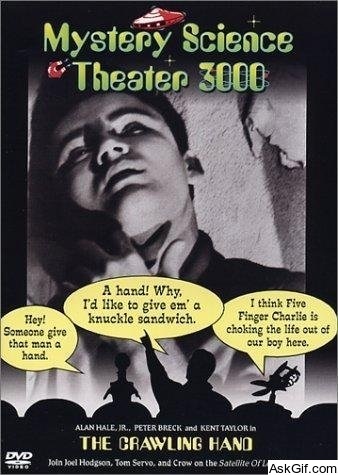 Mystery Science
Theater 3000
Hey!
Someone give
that man a
hand.
A hand! Why,
I'd like to give em' a
knuckle sandwich.
I think Five
Finger Charlie is
choking the life out of
our boy here.
ALAN HALE, JR., PETER BRECK and KENT TAYLOR in
THE CRAWLING HAND
Join Joel Hodgson, Tom Servo, and Crow on the Satellite Of
DVD
VIDEO
AskGif.com